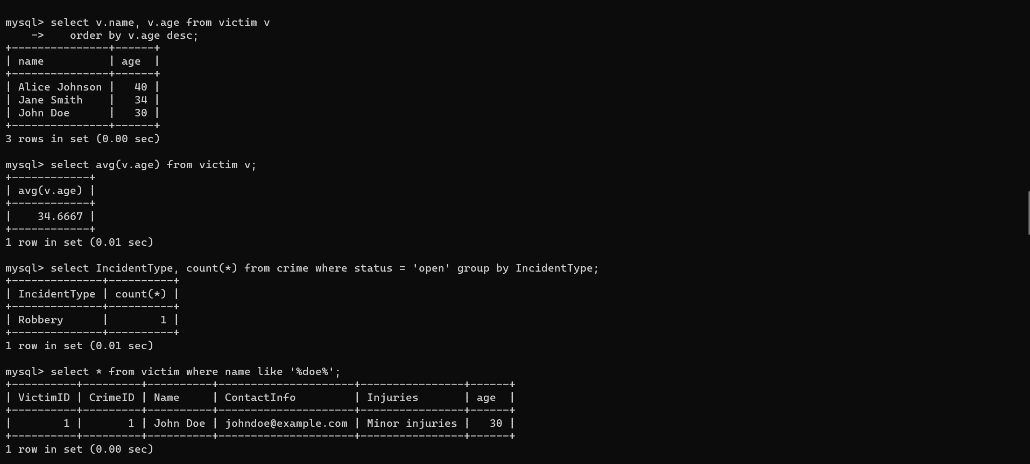 mysql> select v.name, v.age from victim v
    ->    order by v.age desc;
+---------------+------+
| name          | age  |
+---------------+------+
| Alice Johnson |   40 |
| Jane Smith    |   34 |
| John Doe      |   30 |
+---------------+------+
3 rows in set (0.00 sec)

mysql> select avg(v.age) from victim v;
+------------+
| avg(v.age) |
+------------+
|    34.6667 |
+------------+
1 row in set (0.01 sec)

mysql> select IncidentType, count(*) from crime where status = 'open' group by IncidentType;
+--------------+----------+
| IncidentType | count(*) |
+--------------+----------+
| Robbery      |        1 |
+--------------+----------+
1 row in set (0.01 sec)

mysql> select * from victim where name like '%doe%';
+----------+---------+----------+---------------------+----------------+------+
| VictimID | CrimeID | Name     | ContactInfo         | Injuries       | age  |
+----------+---------+----------+---------------------+----------------+------+
|        1 |       1 | John Doe | johndoe@example.com | Minor injuries |   30 |
+----------+---------+----------+---------------------+----------------+------+
1 row in set (0.00 sec)